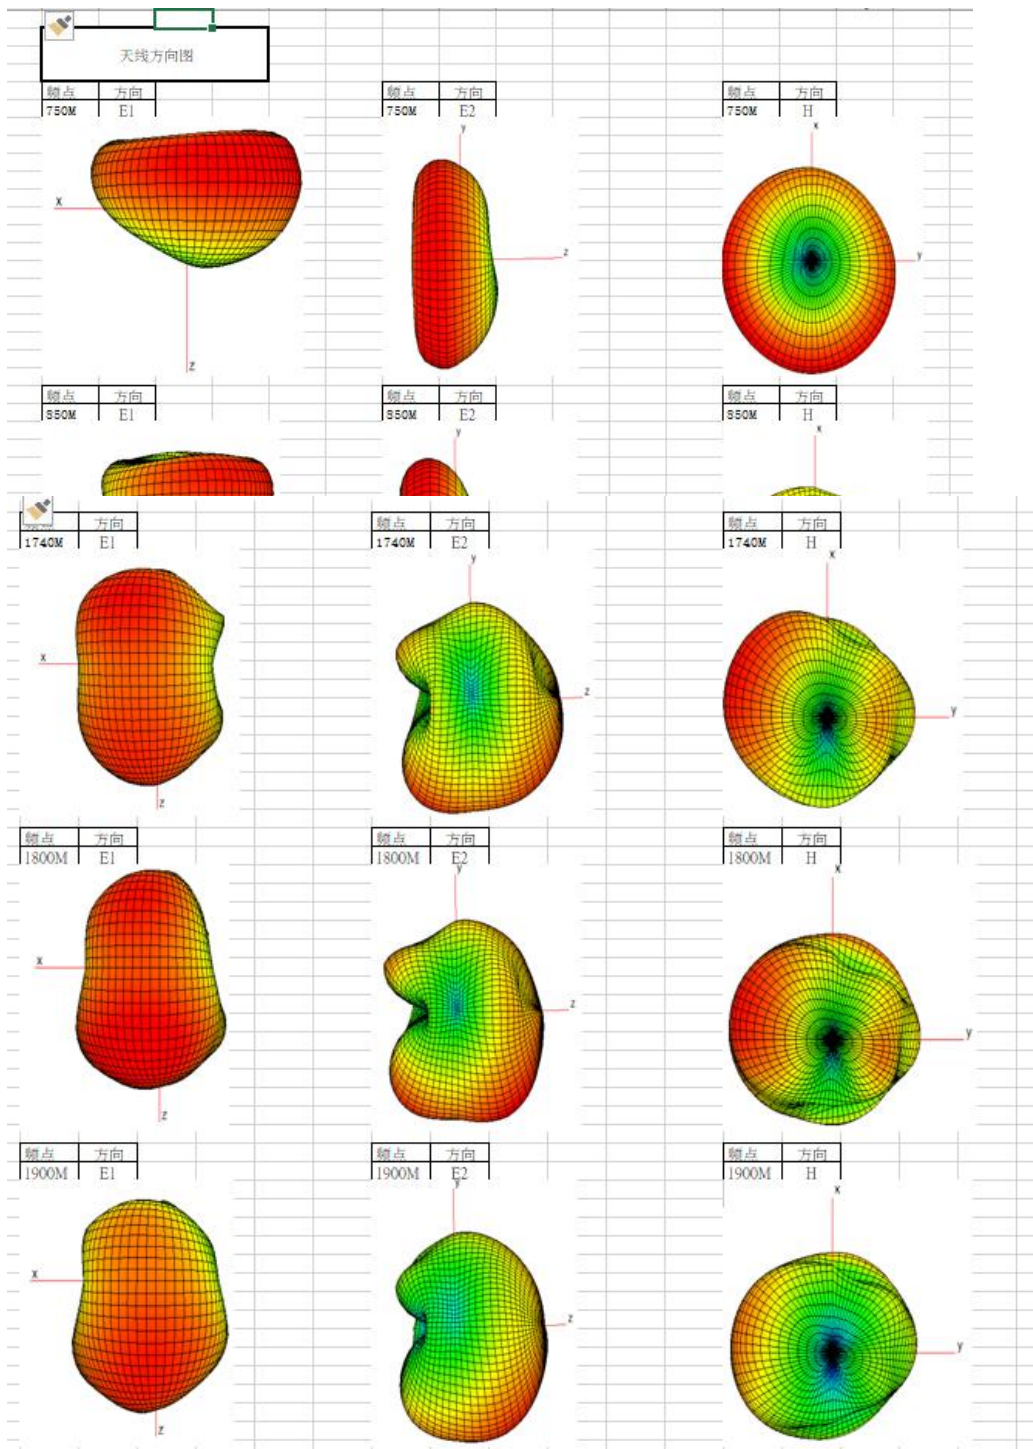 天线方向图
频点 方向 频点 方向 频点 方向
750M E1 750M E2 750M H
x
y
x
z
z
y
频点 方向 频点 方向 频点 方向
850M E1 850M E2 850M H
y
x
频点 方向 频点 方向 频点 方向
1740M E1 1740M E2 1740M H
x
y
x
z
z
y
频点 方向 频点 方向 频点 方向
1800M E1 1800M E2 1800M H
x
y
x
z
z
y
频点 方向 频点 方向 频点 方向
1900M E1 1900M E2 1900M H
x
y
x
z
z
y